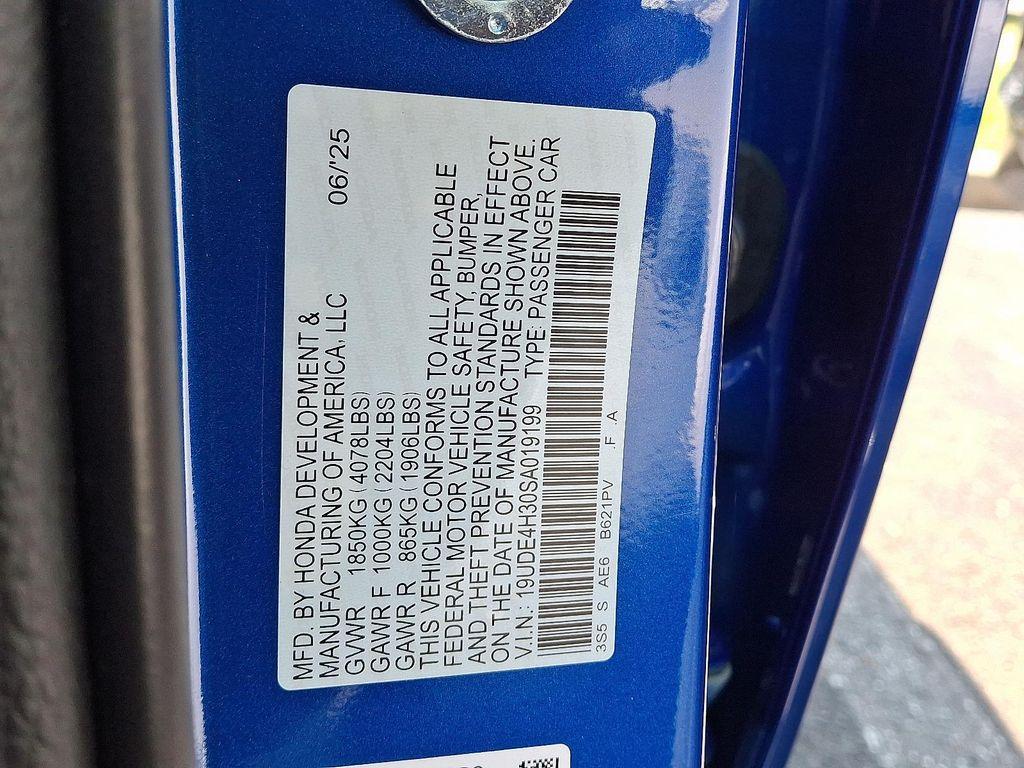 MFD. BY HONDA DEVELOPMENT &
MANUFACTURING OF AMERICA, LLC 06/'25
GVWR 1850KG (4078LBS)
GAWR F 1000KG (2204LBS)
GAWR R 865KG (1906LBS)
THIS VEHICLE CONFORMS TO ALL APPLICABLE
FEDERAL MOTOR VEHICLE SAFETY, BUMPER,
AND THEFT PREVENTION STANDARDS IN EFFECT
ON THE DATE OF MANUFACTURE SHOWN ABOVE.
V.I.N.: 19UDE4H30SA019199 TYPE: PASSENGER CAR
3S5 S AE6 B621PV .F .A